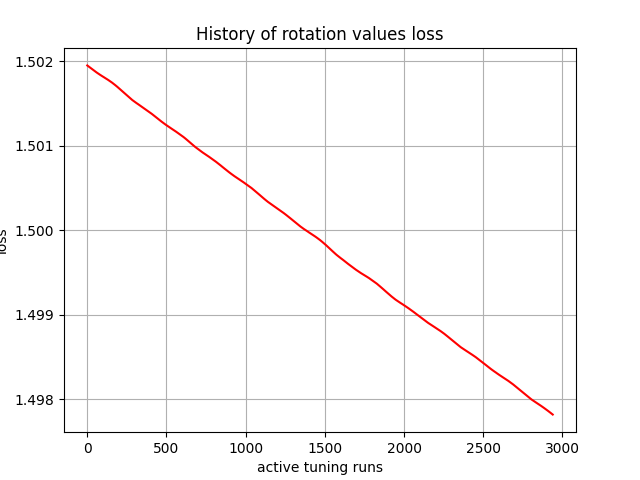 History of rotation values loss
1.502
1.501
1.500
1.499
1.498
loss
0 500 1000 1500 2000 2500 3000
active tuning runs